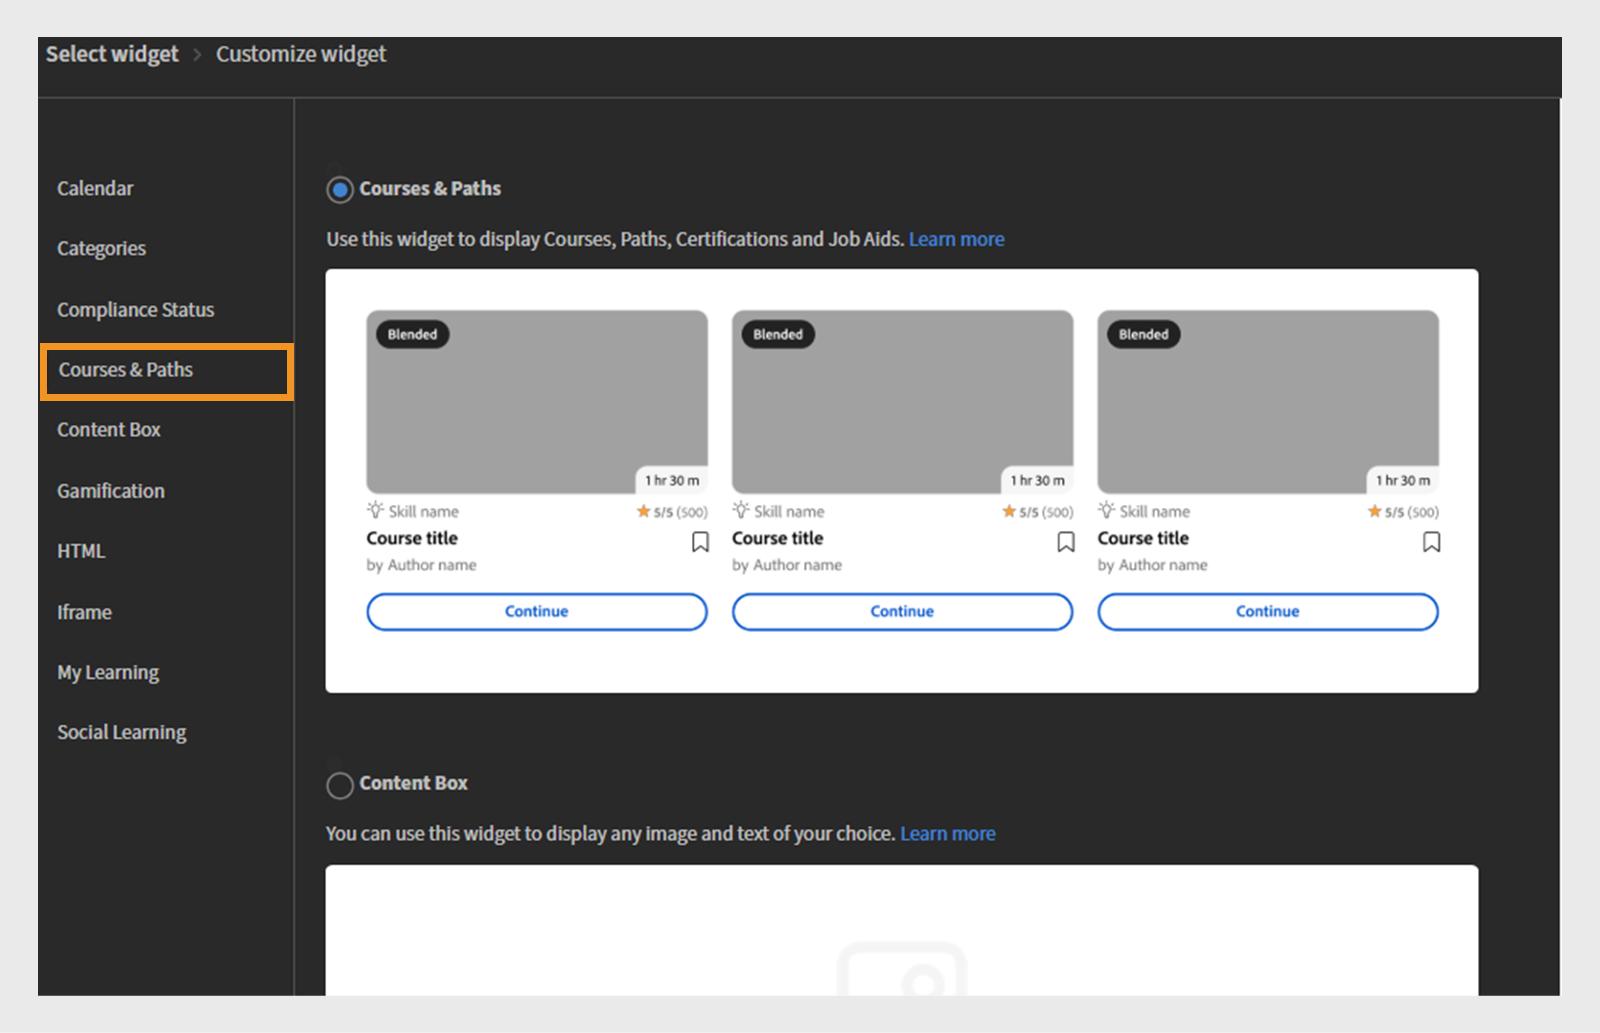 Select widget > Customize widget
Calendar
Categories
Compliance Status
Courses & Paths
Content Box
Gamification
HTML
Iframe
My Learning
Social Learning
Courses & Paths
Use this widget to display Courses, Paths, Certifications and Job Aids. Learn more
Blended Blended Blended
1 hr 30 m 1 hr 30 m 1 hr 30 m
Skill name 5/5 (500) Skill name 5/5 (500) Skill name 5/5 (500)
Course title Course title Course title
by Author name by Author name by Author name
Continue Continue Continue
Content Box
You can use this widget to display any image and text of your choice. Learn more